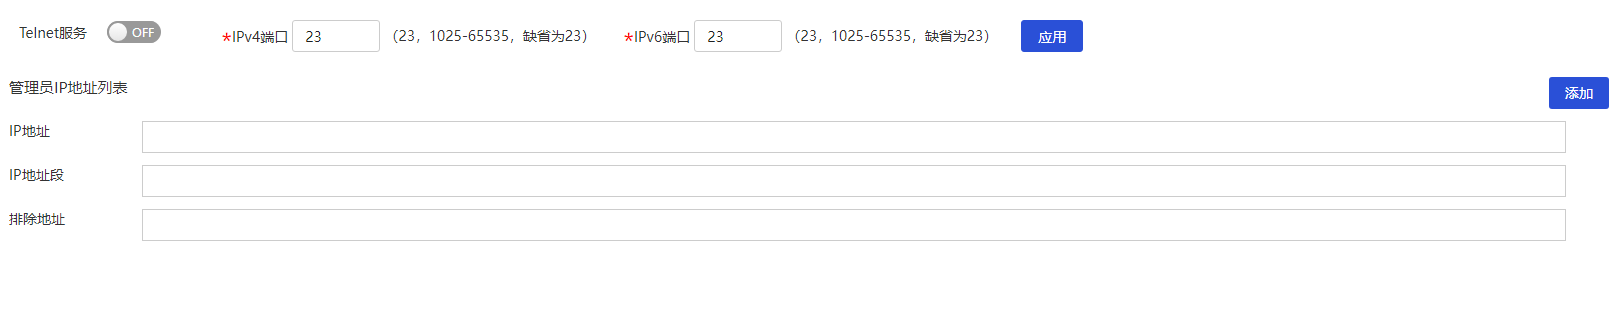 Telnet服务 OFF *IPv4端口 23 （23，1025-65535，缺省为23） *IPv6端口 23 （23，1025-65535，缺省为23） 应用
管理员IP地址列表 添加
IP地址
IP地址段
排除地址